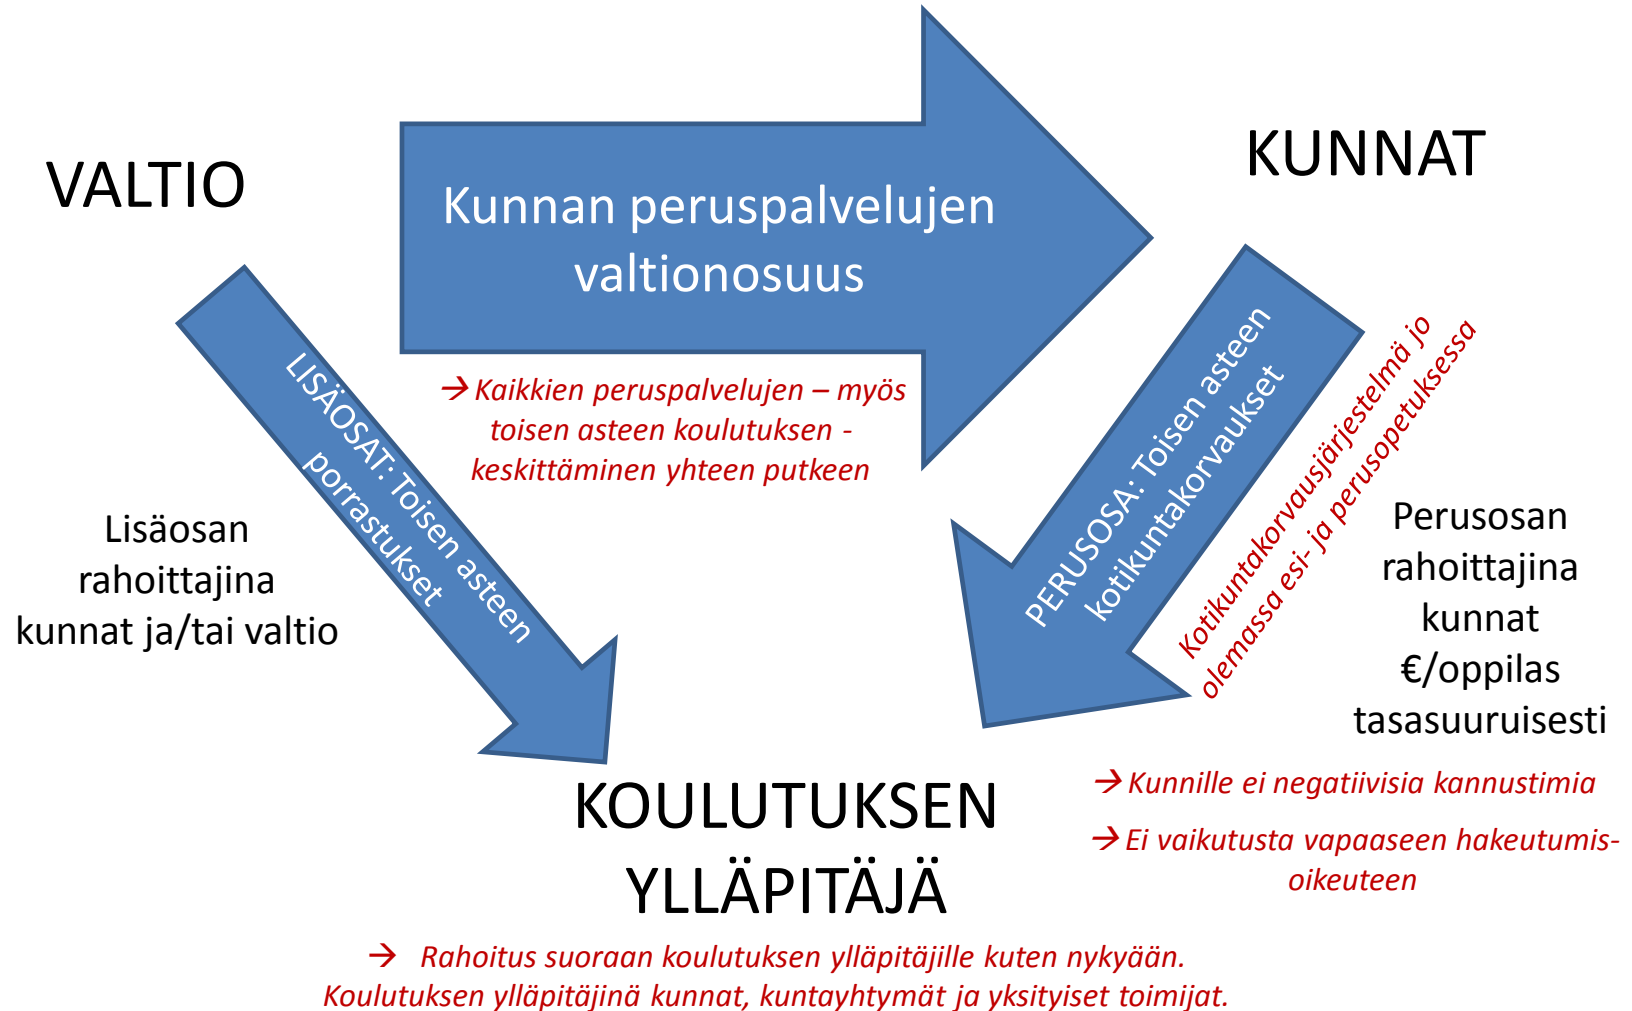 VALTIO
Kunnan peruspalvelujen
valtionosuus
KUNNAT
→ Kaikkien peruspalvelujen – myös
toisen asteen koulutuksen -
keskittäminen yhteen putkeen
LISÄOSAT: Toisen asteen
porrastukset
Lisäosan
rahoittajina
kunnat ja/tai valtio
PERUSOSA: Toisen asteen
kotikuntakorvaukset
Kotikuntakorvausjärjestelmä jo
olemassa esi- ja perusopetuksessa
Perusosan
rahoittajina
kunnat
€/oppilas
tasasuuruisesti
→ Kunnille ei negatiivisia kannustimia
→ Ei vaikutusta vapaaseen hakeutumis-
oikeuteen
KOULUTUKSEN
YLLÄPITÄJÄ
→ Rahoitus suoraan koulutuksen ylläpitäjille kuten nykyään.
Koulutuksen ylläpitäjinä kunnat, kuntayhtymät ja yksityiset toimijat.